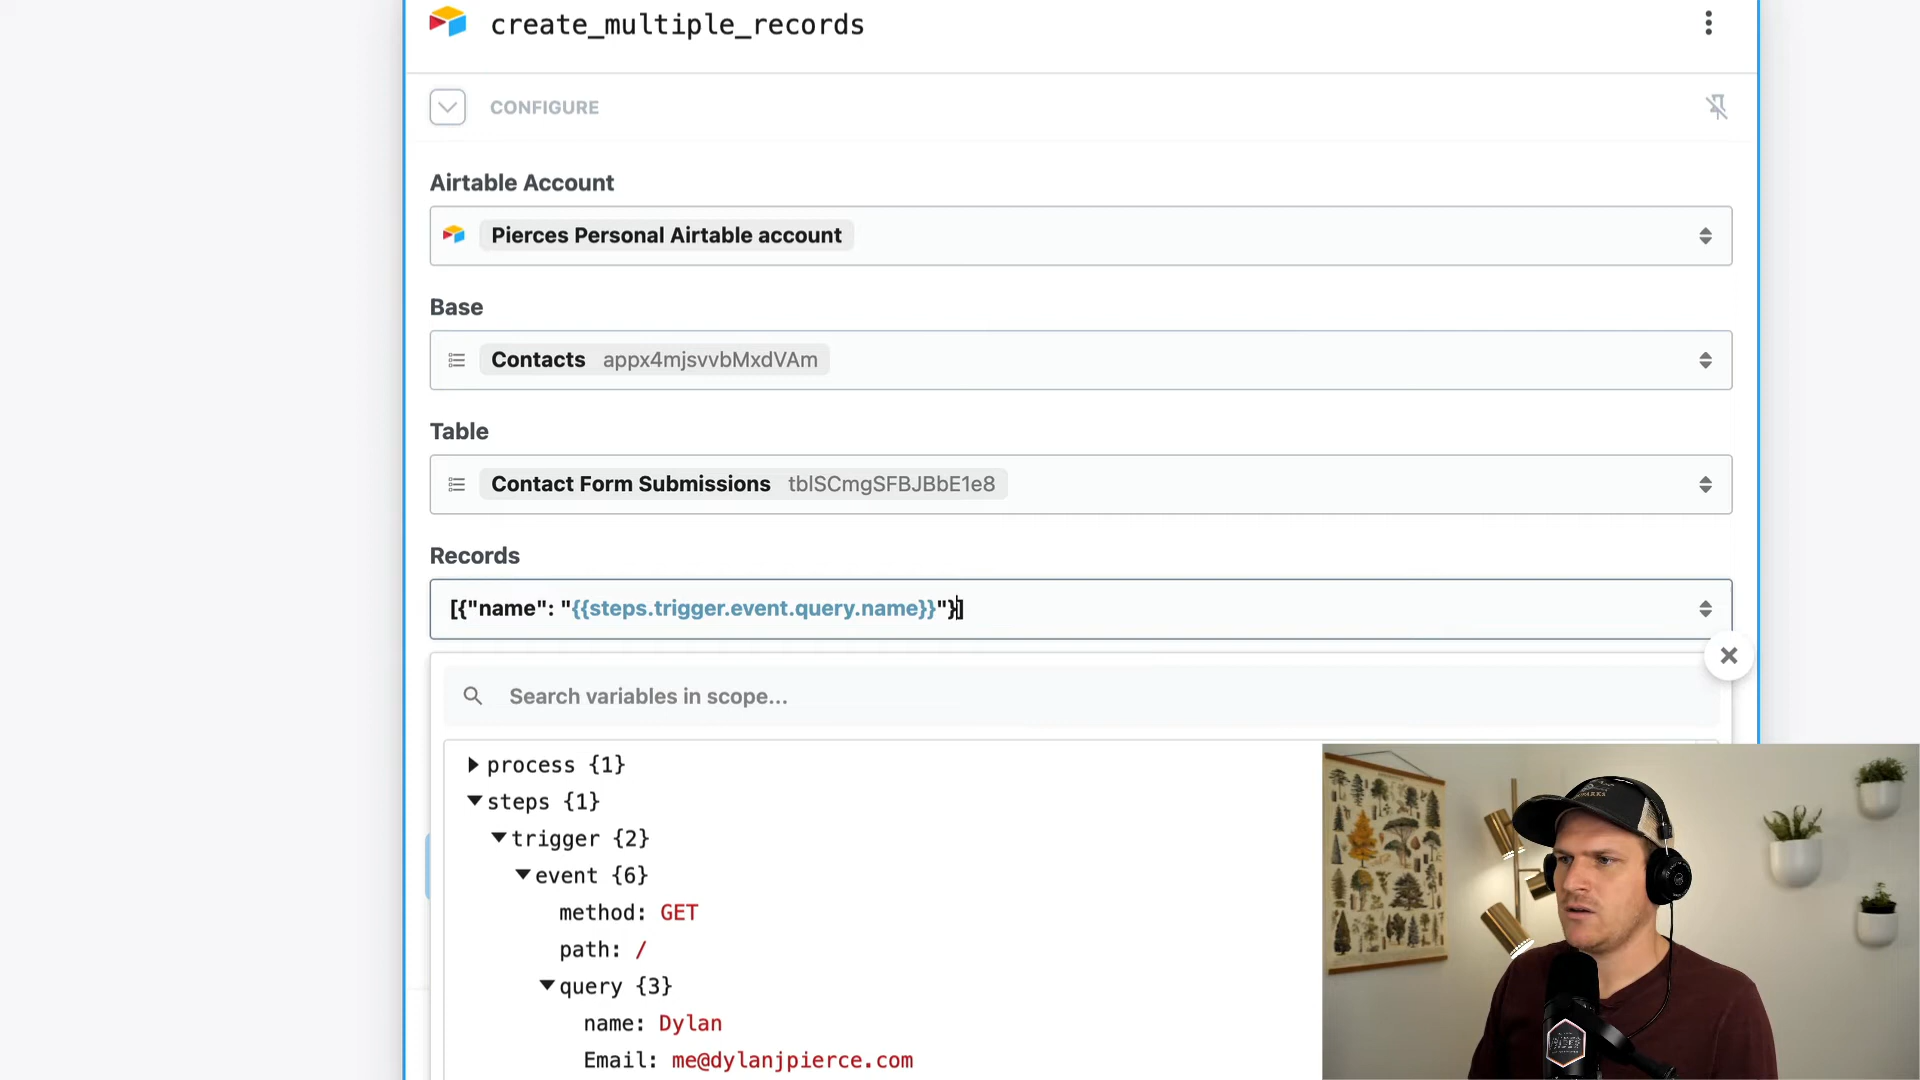 create_multiple_records
CONFIGURE
Airtable Account
Pierces Personal Airtable account
Base
Contacts appx4mjsvvbMxdVAm
Table
Contact Form Submissions tblSCmgSFBJBbE1e8
Records
[{"name": "{{steps.trigger.event.query.name}}"}]
Search variables in scope...
process {1}
steps {1}
trigger {2}
event {6}
method: GET
path: /
query {3}
name: Dylan
Email: me@dylanjpierce.com